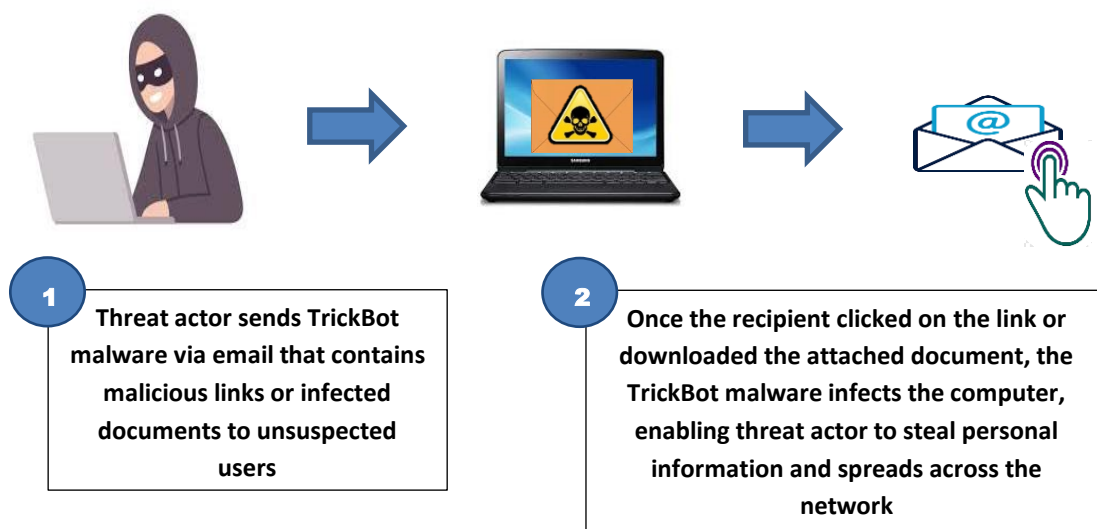 SAMSUNG
@
1
Threat actor sends TrickBot
malware via email that contains
malicious links or infected
documents to unsuspected
users
2
Once the recipient clicked on the link or
downloaded the attached document, the
TrickBot malware infects the computer,
enabling threat actor to steal personal
information and spreads across the
network